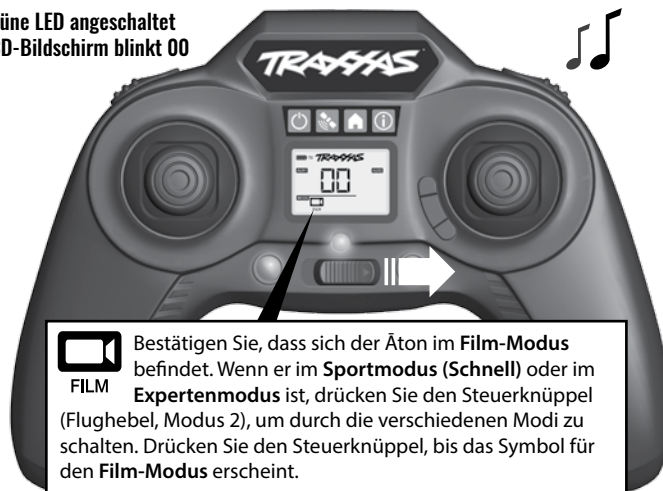 üne LED angeschaltet
D-Bildschirm blinkt 00
TRAXXAS
TRAXXAS
00
FILM
Bestätigen Sie, dass sich der Āton im Film-Modus
befindet. Wenn er im Sportmodus (Schnell) oder im
Expertenmodus ist, drücken Sie den Steuerknüppel
(Flughebel, Modus 2), um durch die verschiedenen Modi zu
schalten. Drücken Sie den Steuerknüppel, bis das Symbol für
den Film-Modus erscheint.